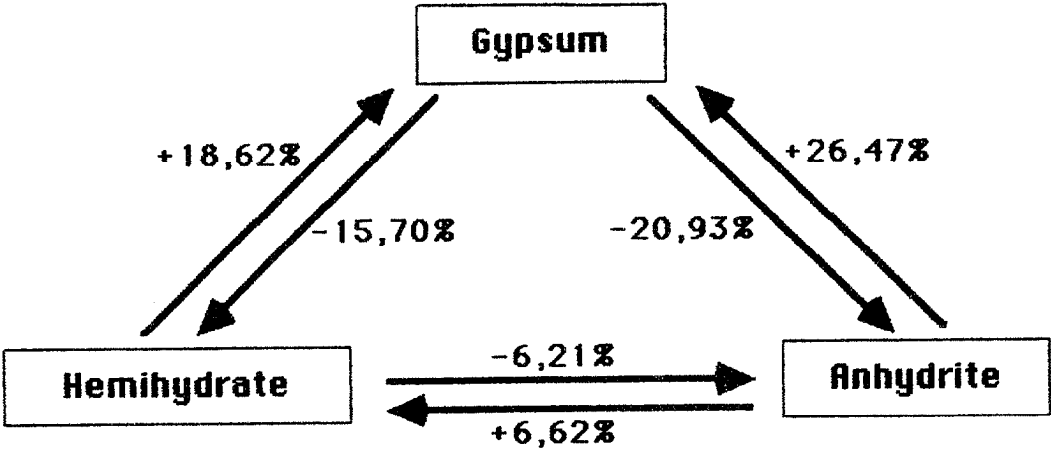 Gypsum
+18,62%
+26,47%
-15,70%
-20,93%
-6,21%
Hemihydrate
Anhydrite
+6,62%